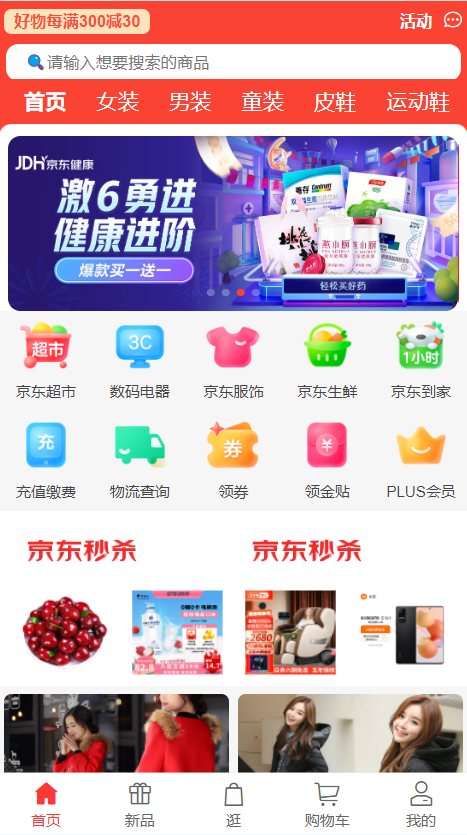 好物每满300减30
活动
请输入想要搜索的商品
首页 女装 男装 童装 皮鞋 运动鞋
JDH 京东健康
激6勇进
健康进阶
爆款买一送一
Centrum
轻松买好药
超市 3C 1小时
京东超市 数码电器 京东服饰 京东生鲜 京东到家
充 券 ¥
充值缴费 物流查询 领券 领金贴 PLUS会员
京东秒杀 京东秒杀
2680
82.8 14.7
首页 新品 逛 购物车 我的